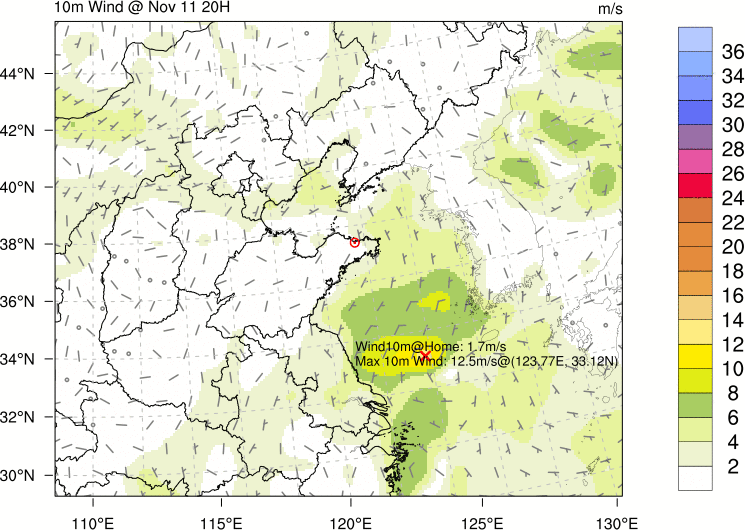 10m Wind @ Nov 11 20H
m/s
44°N
42°N
40°N
38°N
36°N
34°N
32°N
30°N
110°E
115°E
120°E
125°E
130°E
Wind10m@Home: 1.7m/s
Max 10m Wind: 12.5m/s@(123.77E, 33.12N)
36
34
32
30
28
26
24
22
20
18
16
14
12
10
8
6
4
2